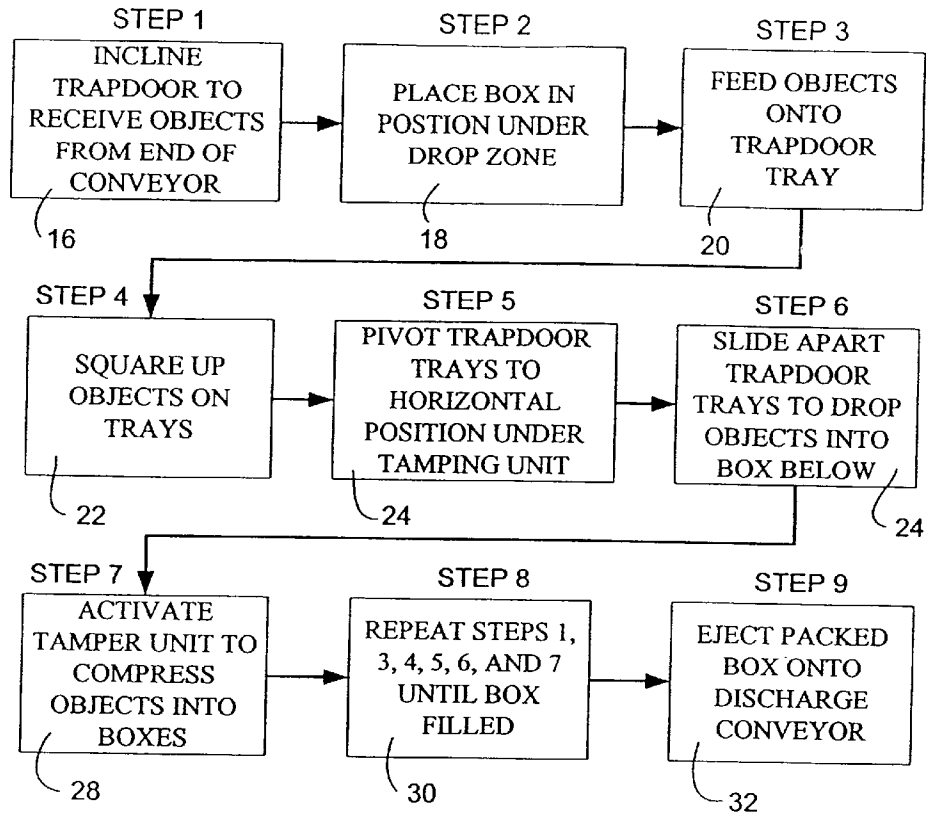 STEP 1
INCLINE
TRAPDOOR TO
RECEIVE OBJECTS
FROM END OF
CONVEYOR
16
STEP 2
PLACE BOX IN
POSTION UNDER
DROP ZONE
18
STEP 3
FEED OBJECTS
ONTO
TRAPDOOR
TRAY
20
STEP 4
SQUARE UP
OBJECTS ON
TRAYS
22
STEP 5
PIVOT TRAPDOOR
TRAYS TO
HORIZONTAL
POSITION UNDER
TAMPING UNIT
24
STEP 6
SLIDE APART
TRAPDOOR
TRAYS TO DROP
OBJECTS INTO
BOX BELOW
24
STEP 7
ACTIVATE
TAMPER UNIT TO
COMPRESS
OBJECTS INTO
BOXES
28
STEP 8
REPEAT STEPS 1,
3, 4, 5, 6, AND 7
UNTIL BOX
FILLED
30
STEP 9
EJECT PACKED
BOX ONTO
DISCHARGE
CONVEYOR
32